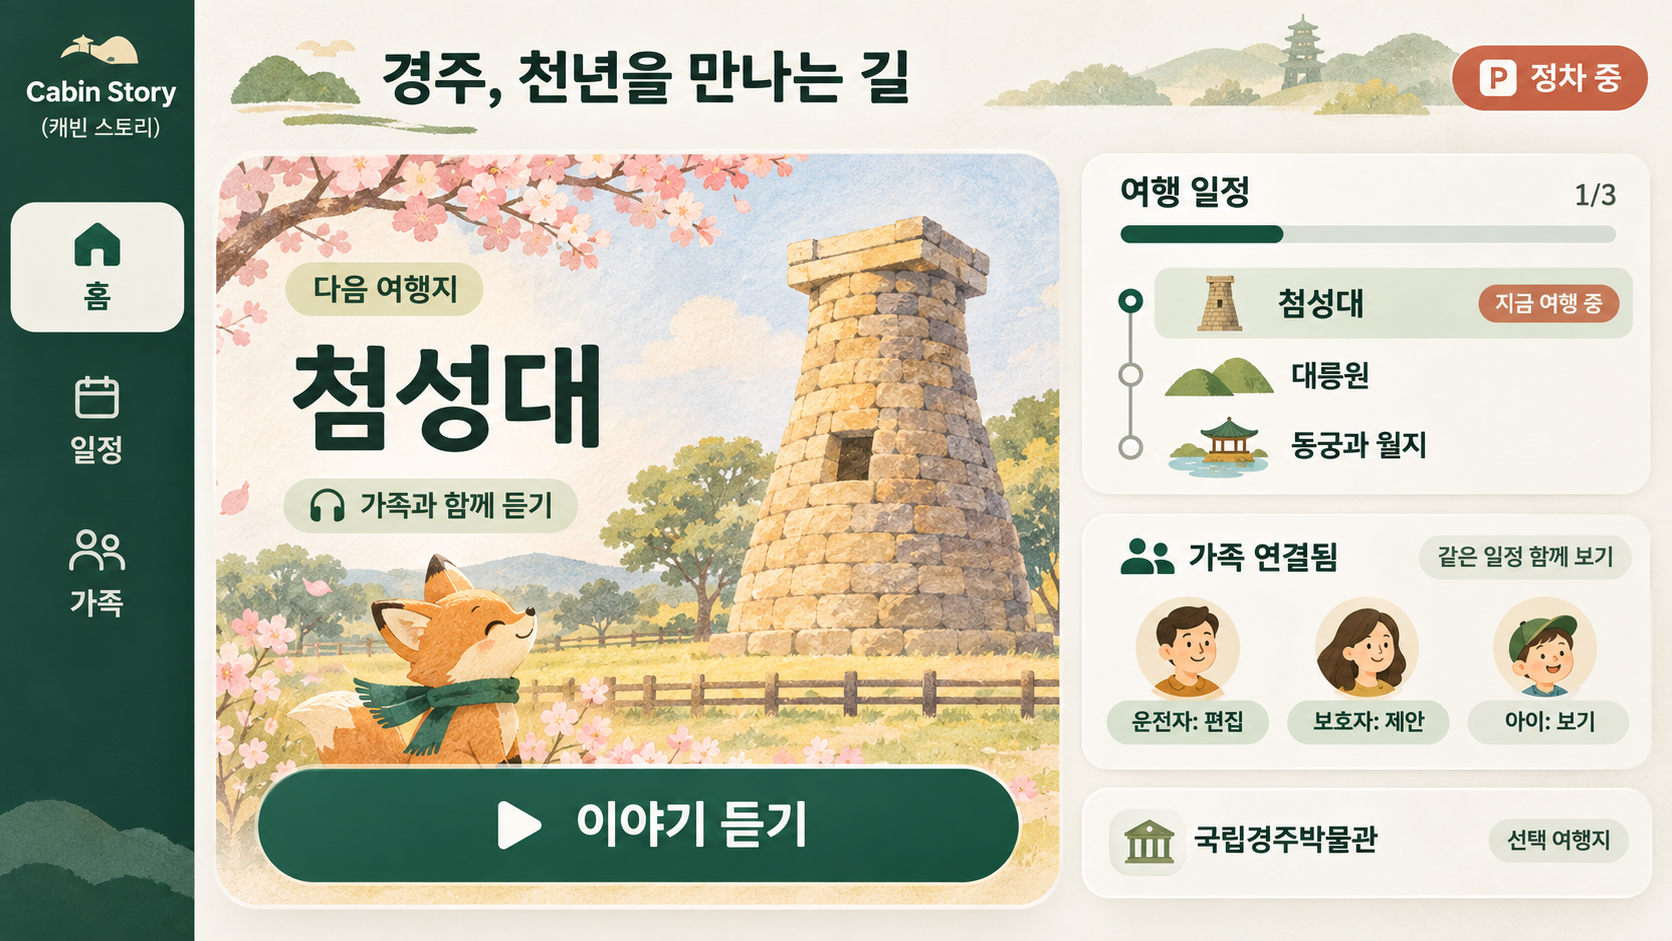 Cabin Story
(캐빈 스토리)
홈
일정
가족
경주, 천년을 만나는 길
P 정차 중
다음 여행지
첨성대
가족과 함께 듣기
이야기 듣기
여행 일정
1/3
첨성대
지금 여행 중
대릉원
동궁과 월지
가족 연결됨
같은 일정 함께 보기
운전자: 편집
보호자: 제안
아이: 보기
국립경주박물관
선택 여행지